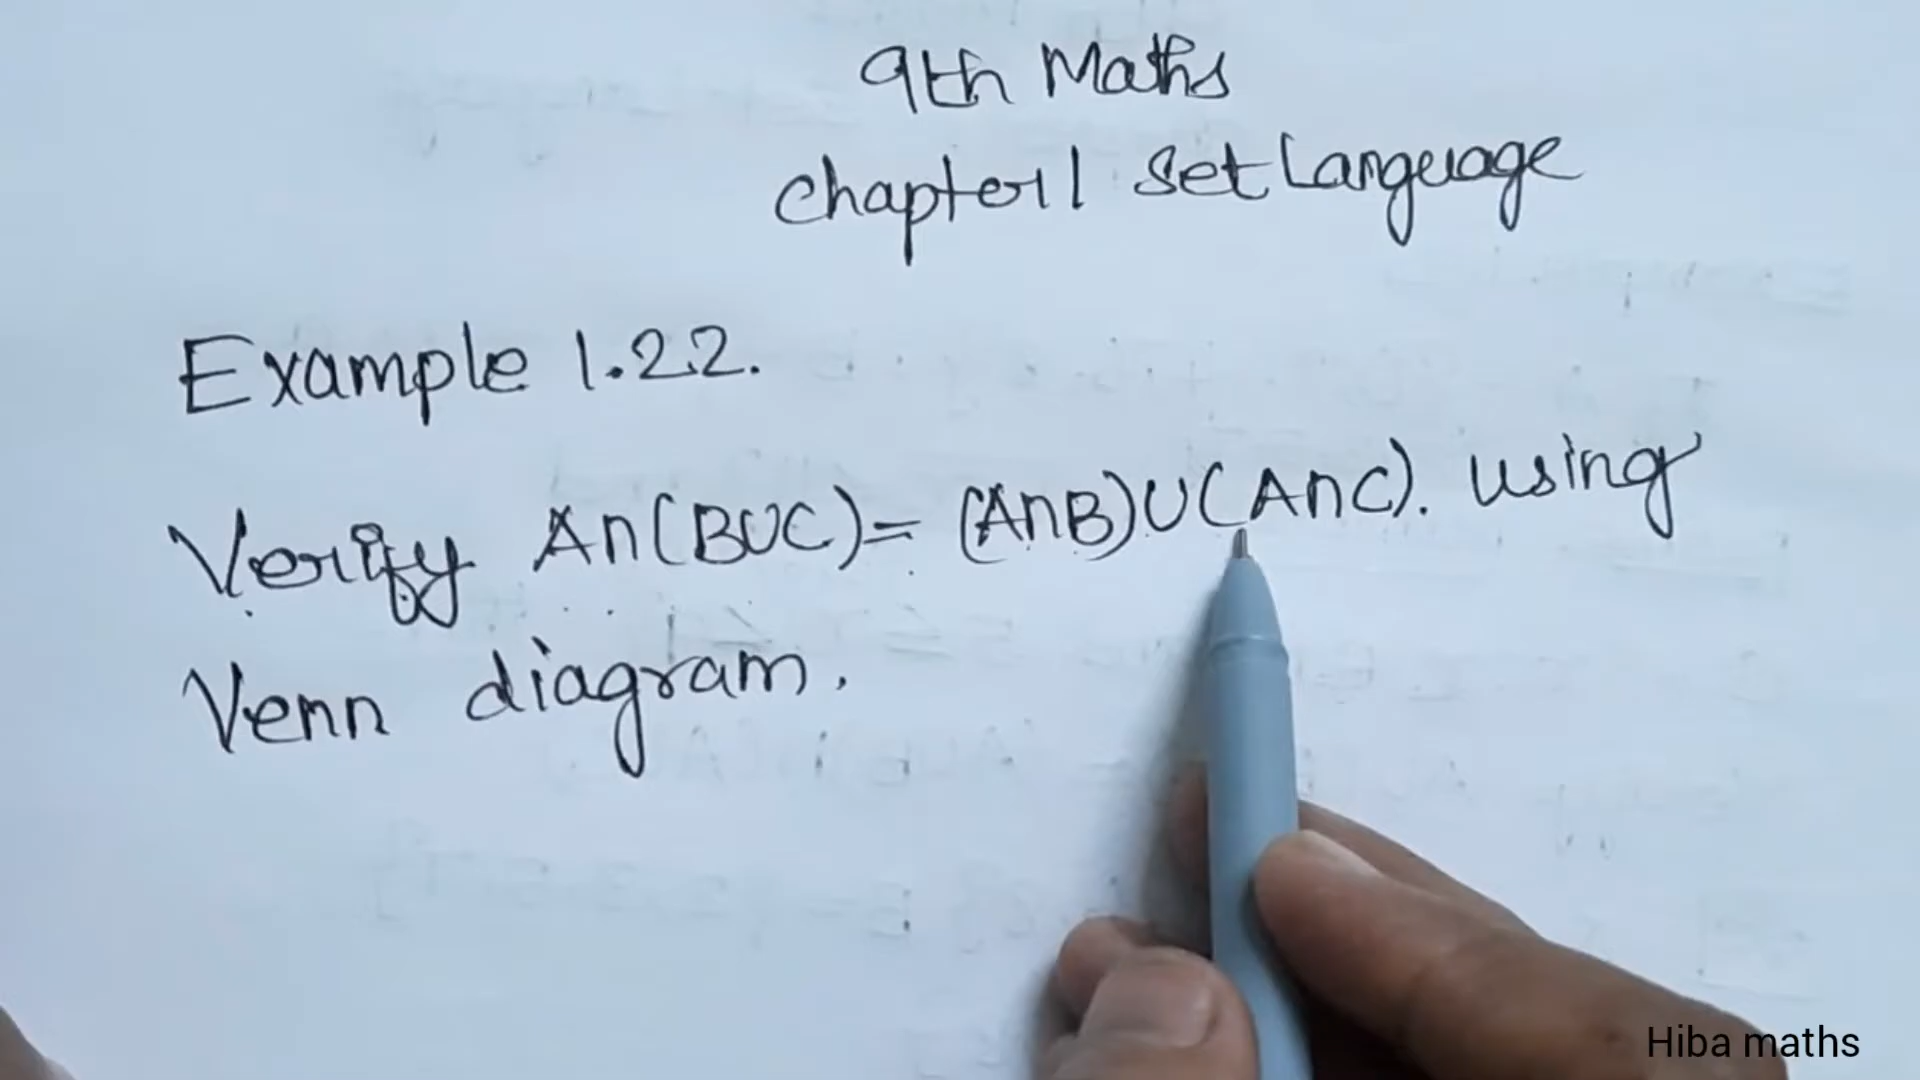 9th Maths
Chapter 1 Set Language
Example 1.22.
Verify A∩(B∪C)= (A∩B)∪(A∩C). using
Venn diagram.
Hiba maths